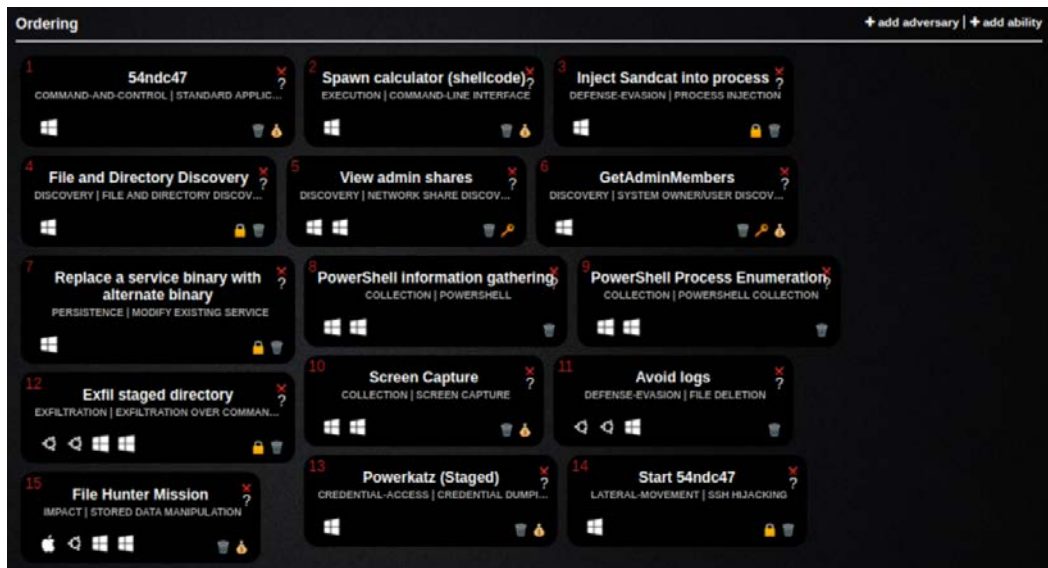 Ordering
+ add adversary | + add ability
1
54ndc47
?
COMMAND-AND-CONTROL | STANDARD APPLIC...
2
Spawn calculator (shellcode)
?
EXECUTION | COMMAND-LINE INTERFACE
3
Inject Sandcat into process
?
DEFENSE-EVASION | PROCESS INJECTION
4
File and Directory Discovery
?
DISCOVERY | FILE AND DIRECTORY DISCOV...
5
View admin shares
?
DISCOVERY | NETWORK SHARE DISCOV...
6
GetAdminMembers
?
DISCOVERY | SYSTEM OWNER/USER DISCOV...
7
Replace a service binary with
alternate binary
?
PERSISTENCE | MODIFY EXISTING SERVICE
8
PowerShell information gathering
?
COLLECTION | POWERSHELL
9
PowerShell Process Enumeration
?
COLLECTION | POWERSHELL COLLECTION
10
Screen Capture
?
COLLECTION | SCREEN CAPTURE
11
Avoid logs
?
DEFENSE-EVASION | FILE DELETION
12
Exfil staged directory
?
EXFILTRATION | EXFILTRATION OVER COMMAN...
13
Powerkatz (Staged)
?
CREDENTIAL-ACCESS | CREDENTIAL DUMPI...
14
Start 54ndc47
?
LATERAL-MOVEMENT | SSH HIJACKING
15
File Hunter Mission
?
IMPACT | STORED DATA MANIPULATION